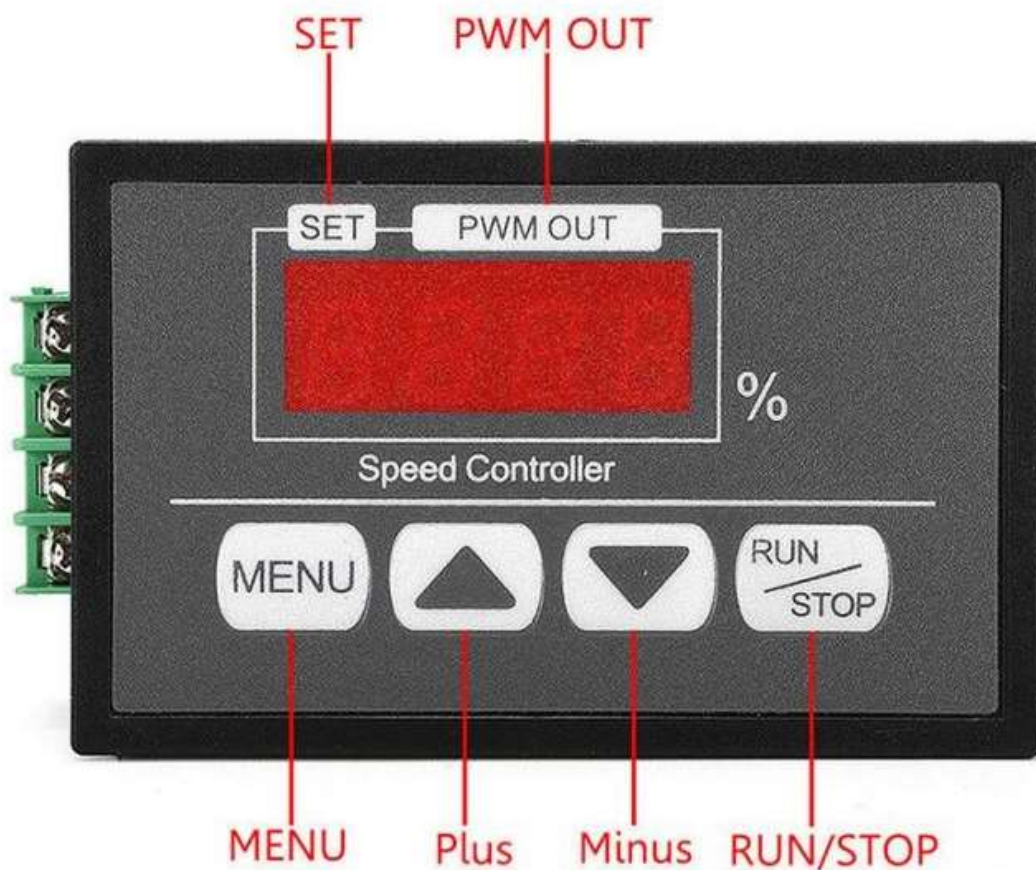 SET PWM OUT
SET PWM OUT
%
Speed Controller
MENU RUN
STOP
MENU Plus Minus RUN/STOP